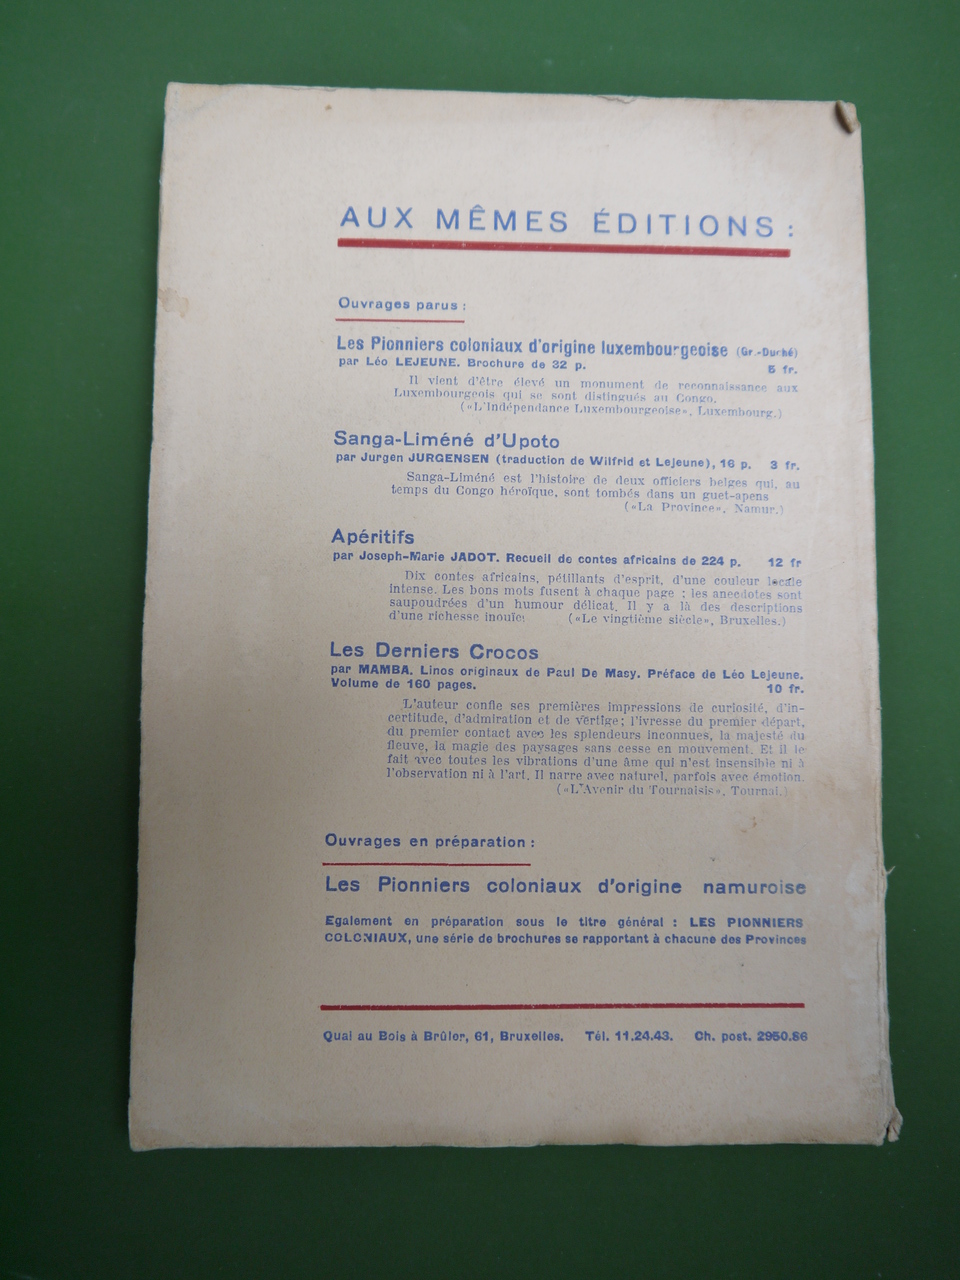 AUX MÊMES ÉDITIONS :
Ouvrages parus :
Les Pionniers coloniaux d'origine luxembourgeoise (Gr.-Duché)
par Léo LEJEUNE. Brochure de 32 p. 5 fr.
Il vient d'être élevé un monument de reconnaissance aux
Luxembourgeois qui se sont distingués au Congo.
(«L'Indépendance Luxembourgeoise», Luxembourg.)
Sanga-Liméné d'Upoto
par Jurgen JURGENSEN (traduction de Wilfrid et Lejeune), 16 p. 3 fr.
Sanga-Liméné est l'histoire de deux officiers belges qui, au
temps du Congo héroïque, sont tombés dans un guet-apens
(«La Province», Namur.)
Apéritifs
par Joseph-Marie JADOT. Recueil de contes africains de 224 p. 12 fr
Dix contes africains, pétillants d'esprit, d'une couleur locale
intense. Les bons mots fusent à chaque page ; les anecdotes sont
saupoudrées d'un humour délicat. Il y a là des descriptions
d'une richesse inouïe. («Le vingtième siècle», Bruxelles.)
Les Derniers Crocos
par MAMBA. Linos originaux de Paul De Masy. Préface de Léo Lejeune.
Volume de 160 pages. 10 fr.
L'auteur confie ses premières impressions de curiosité, d'in-
certitude, d'admiration et de vertige; l'ivresse du premier départ,
du premier contact avec les splendeurs inconnues, la majesté du
fleuve, la magie des paysages sans cesse en mouvement. Et il le
fait avec toutes les vibrations d'une âme qui n'est insensible ni à
l'observation ni à l'art. Il narre avec naturel, parfois avec émotion.
(«L'Avenir du Tournaisis», Tournai.)
Ouvrages en préparation :
Les Pionniers coloniaux d'origine namuroise
Egalement en préparation sous le titre général : LES PIONNIERS
COLONIAUX, une série de brochures se rapportant à chacune des Provinces
Quai au Bois à Brûler, 61, Bruxelles. Tél. 11.24.43. Ch. post. 2950.86